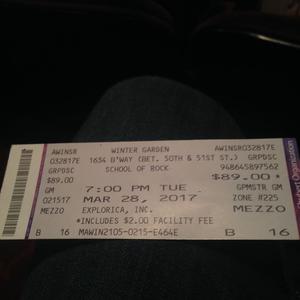 AWINSR WINTER GARDEN AWINSR032817E
032817E 1634 B'WAY (BET. 50TH & 51ST ST.) GRPDSC
GRPDSC SCHOOL OF ROCK 948645897562
$89.00 $89.00 *
GM 7:00 PM TUE GPMSTR GM
021517 MAR 28, 2017 ZONE #225
MEZZO EXPLORICA, INC. MEZZO
*INCLUDES $2.00 FACILITY FEE
B 16 MAWIN2105-0215-E464E B 16